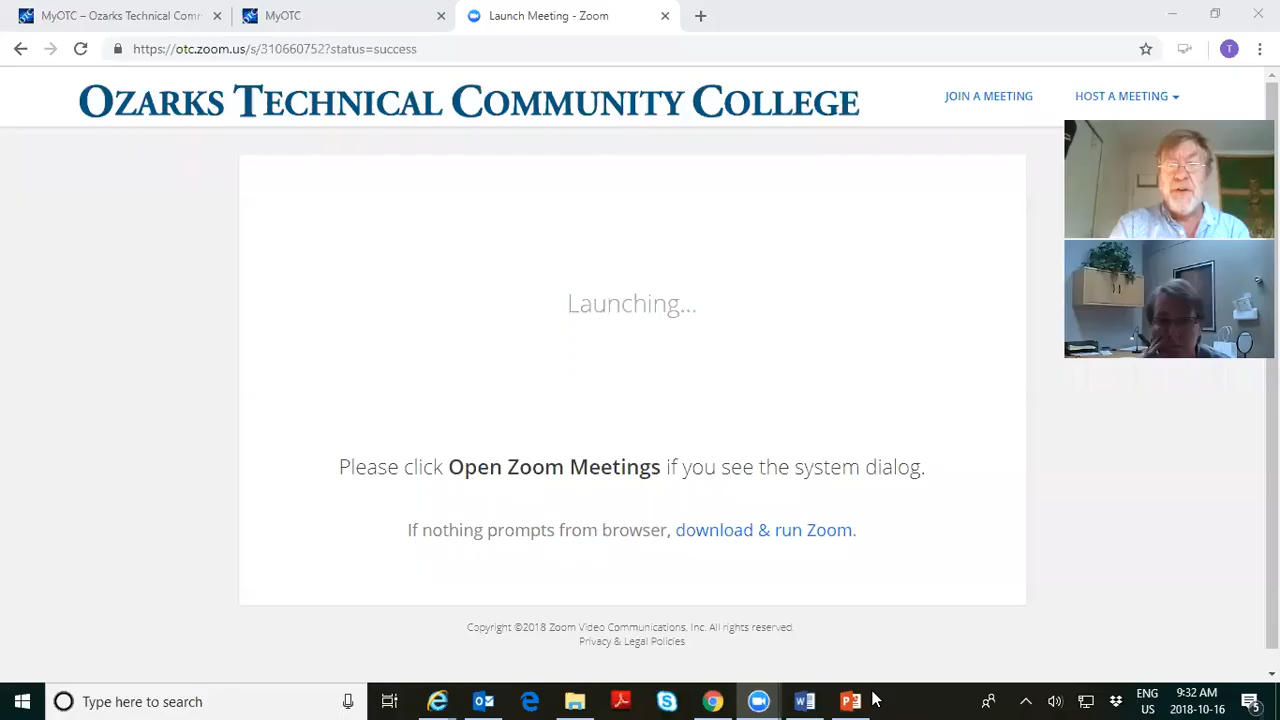 MyOTC – Ozarks Technical Comm
MyOTC
Launch Meeting - Zoom
https://otc.zoom.us/s/310660752?status=success
T
OZARKS TECHNICAL COMMUNITY COLLEGE
JOIN A MEETING
HOST A MEETING
Launching...
Please click Open Zoom Meetings if you see the system dialog.
If nothing prompts from browser, download & run Zoom.
Copyright ©2018 Zoom Video Communications, Inc. All rights reserved.
Privacy & Legal Policies
Type here to search
ENG
US
9:32 AM
2018-10-16
5